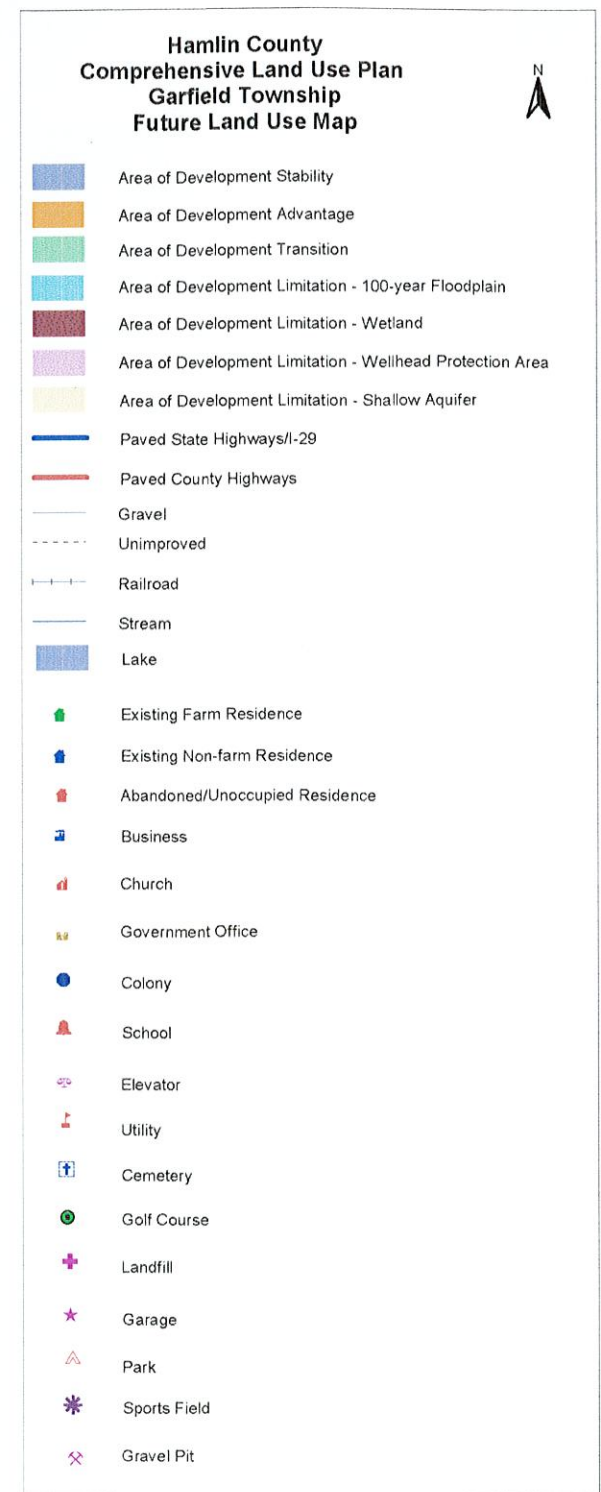 Hamlin County
Comprehensive Land Use Plan
Garfield Township
Future Land Use Map
N
Area of Development Stability
Area of Development Advantage
Area of Development Transition
Area of Development Limitation - 100-year Floodplain
Area of Development Limitation - Wetland
Area of Development Limitation - Wellhead Protection Area
Area of Development Limitation - Shallow Aquifer
Paved State Highways/I-29
Paved County Highways
Gravel
Unimproved
Railroad
Stream
Lake
Existing Farm Residence
Existing Non-farm Residence
Abandoned/Unoccupied Residence
Business
Church
Government Office
Colony
School
Elevator
Utility
Cemetery
Golf Course
Landfill
Garage
Park
Sports Field
Gravel Pit